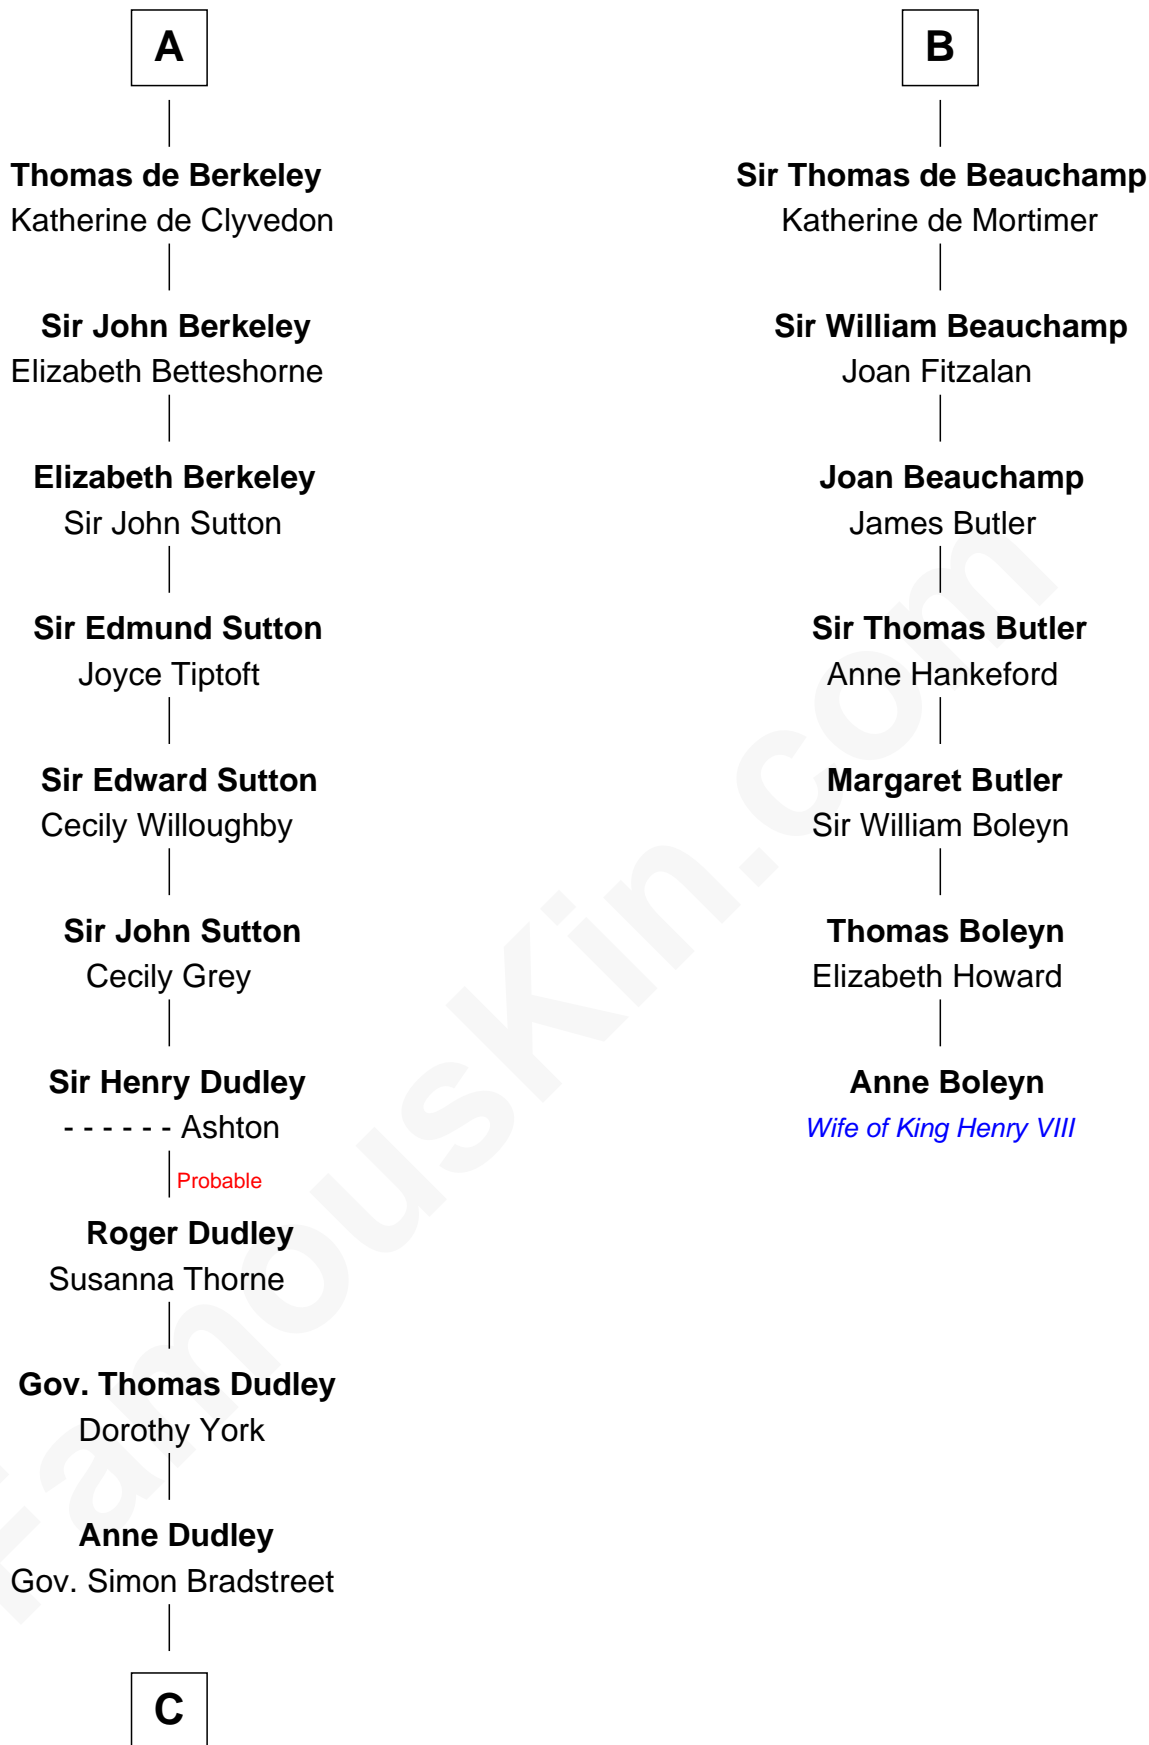 A
Thomas de Berkeley
Katherine de Clyvedon
Sir John Berkeley
Elizabeth Betteshorne
Elizabeth Berkeley
Sir John Sutton
Sir Edmund Sutton
Joyce Tiptoft
Sir Edward Sutton
Cecily Willoughby
Sir John Sutton
Cecily Grey
Sir Henry Dudley
- - - - - - Ashton
Probable
Roger Dudley
Susanna Thorne
Gov. Thomas Dudley
Dorothy York
Anne Dudley
Gov. Simon Bradstreet
C
B
Sir Thomas de Beauchamp
Katherine de Mortimer
Sir William Beauchamp
Joan Fitzalan
Joan Beauchamp
James Butler
Sir Thomas Butler
Anne Hankeford
Margaret Butler
Sir William Boleyn
Thomas Boleyn
Elizabeth Howard
Anne Boleyn
Wife of King Henry VIII
FamousKin.com